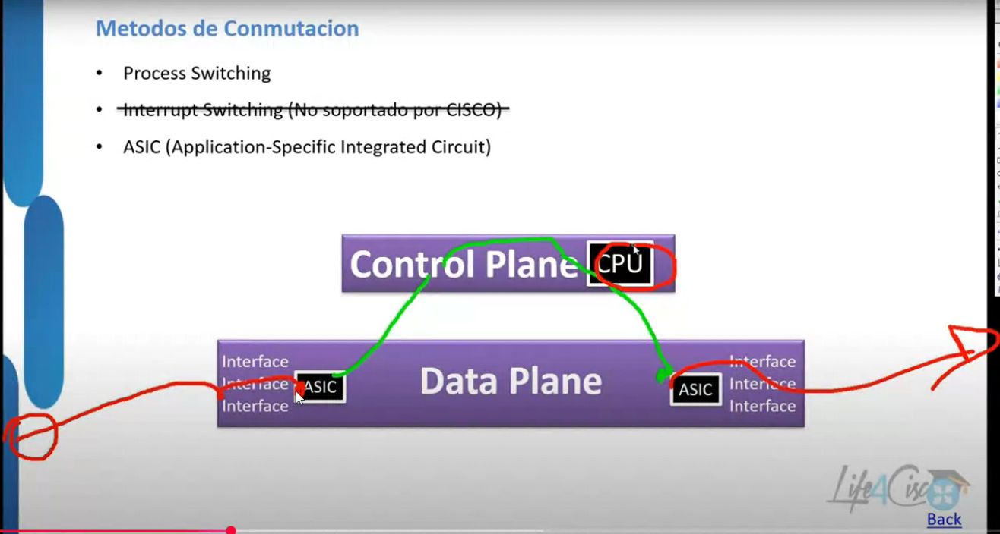 Metodos de Conmutacion
• Process Switching
• Interrupt Switching (No soportado por CISCO)
• ASIC (Application-Specific Integrated Circuit)
Control Plane CPU
Interface
Interface
Interface
ASIC
Data Plane
ASIC
Interface
Interface
Interface
Life4Cisco
Back